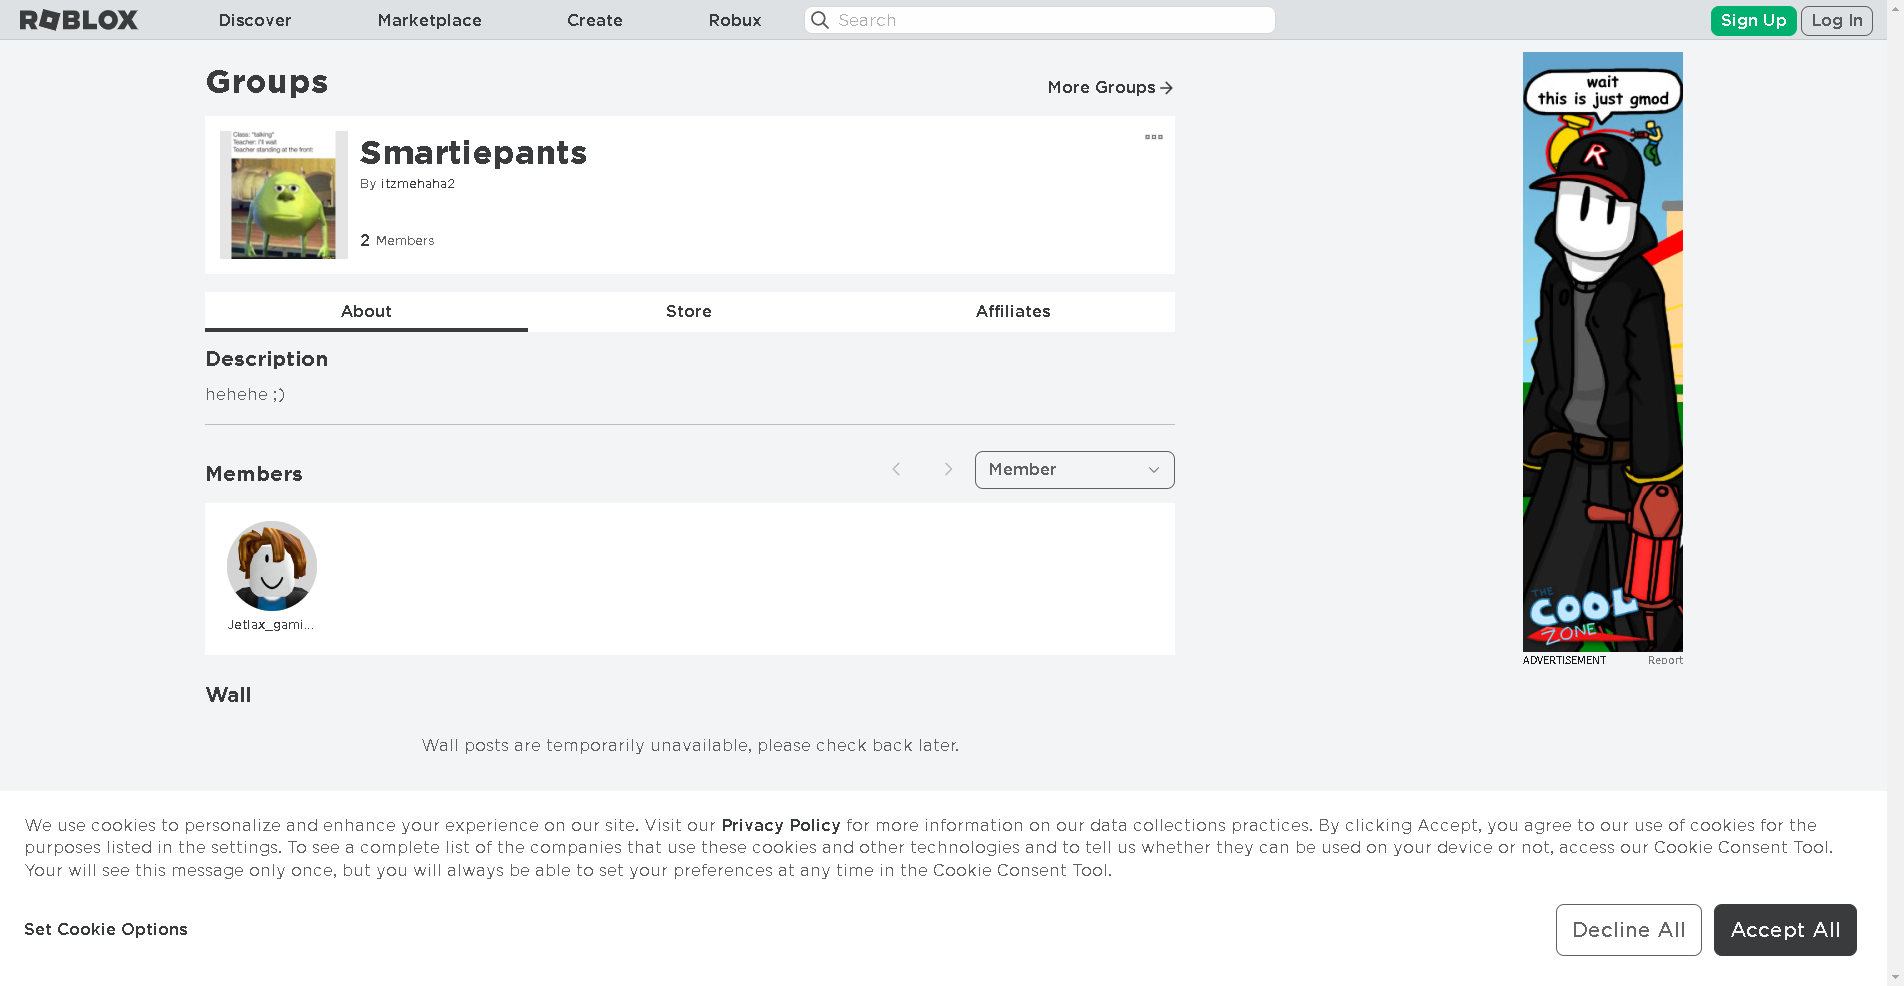 ROBLOX
Discover
Marketplace
Create
Robux
Search
Sign Up
Log In
Groups
More Groups
Class: "talking"
Teacher: I'll wait
Teacher standing at the front:
Smartiepants
By itzmehaha2
2 Members
About
Store
Affiliates
Description
hehehe ;)
Members
Member
Jetlax_gami...
Wall
Wall posts are temporarily unavailable, please check back later.
wait
this is just gmod
R
THE
COOL
ZONE
ADVERTISEMENT
Report
We use cookies to personalize and enhance your experience on our site. Visit our Privacy Policy for more information on our data collections practices. By clicking Accept, you agree to our use of cookies for the
purposes listed in the settings. To see a complete list of the companies that use these cookies and other technologies and to tell us whether they can be used on your device or not, access our Cookie Consent Tool.
Your will see this message only once, but you will always be able to set your preferences at any time in the Cookie Consent Tool.
Set Cookie Options
Decline All
Accept All